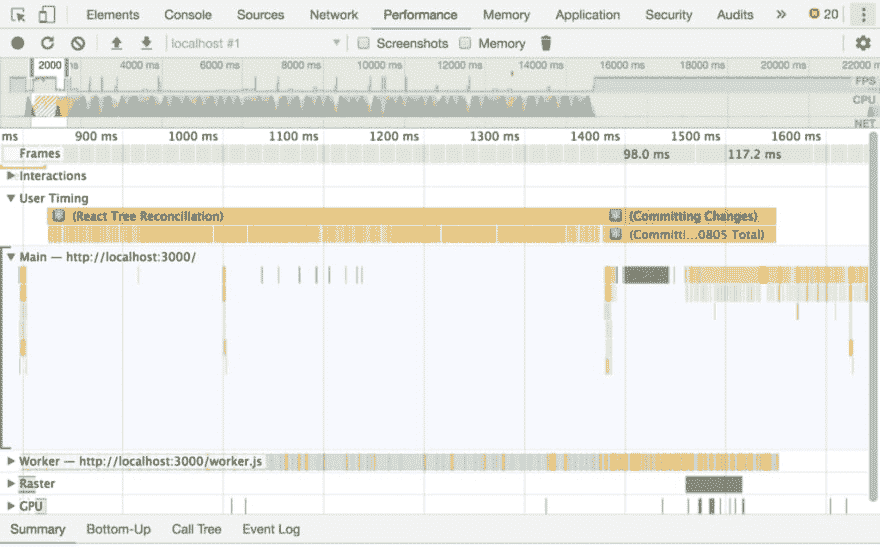 Elements Console Sources Network Performance Memory Application Security Audits » 20
localhost #1 Screenshots Memory
2000 ms 4000 ms 6000 ms 8000 ms 10000 ms 12000 ms 14000 ms 16000 ms 18000 ms 20000 ms 22000 m
FPS
CPU
NET
ms 900 ms 1000 ms 1100 ms 1200 ms 1300 ms 1400 ms 1500 ms 1600 ms
Frames 98.0 ms 117.2 ms
Interactions
User Timing
(React Tree Reconciliation) (Committing Changes)
(Committi...0805 Total)
Main — http://localhost:3000/
Worker — http://localhost:3000/worker.js
Raster
GPU
Summary Bottom-Up Call Tree Event Log